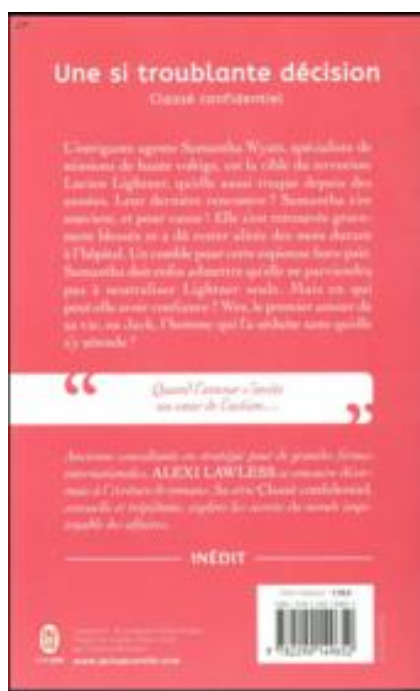 Une si troublante décision
Classé confidentiel
L'intrigante agente Samantha Wyatt, spécialiste de
missions de haute voltige, est la cible du terroriste
Lucien Lightner, qu'elle aussi traque depuis des
années. Leur dernière rencontre ? Samantha s'en
souvient, et pour cause ! Elle s'est retrouvée griève-
ment blessée et a dû rester alitée des mois durant
à l'hôpital. Un comble pour cette espionne hors pair.
Samantha doit enfin admettre qu'elle ne parviendra
pas à neutraliser Lightner seule. Mais en qui
peut-elle avoir confiance ? Wes, le premier amour de
sa vie, ou Jack, l'homme qui l'a séduite sans qu'elle
s'y attende ?
“
Quand l'amour s'invite
au cœur de l'action…
”
Ancienne consultante en stratégie pour de grandes firmes
internationales, ALEXI LAWLESS se consacre désor-
mais à l'écriture de romans. Sa série Classé confidentiel,
sensuelle et trépidante, explore les secrets du monde impi-
toyable des affaires.
INÉDIT